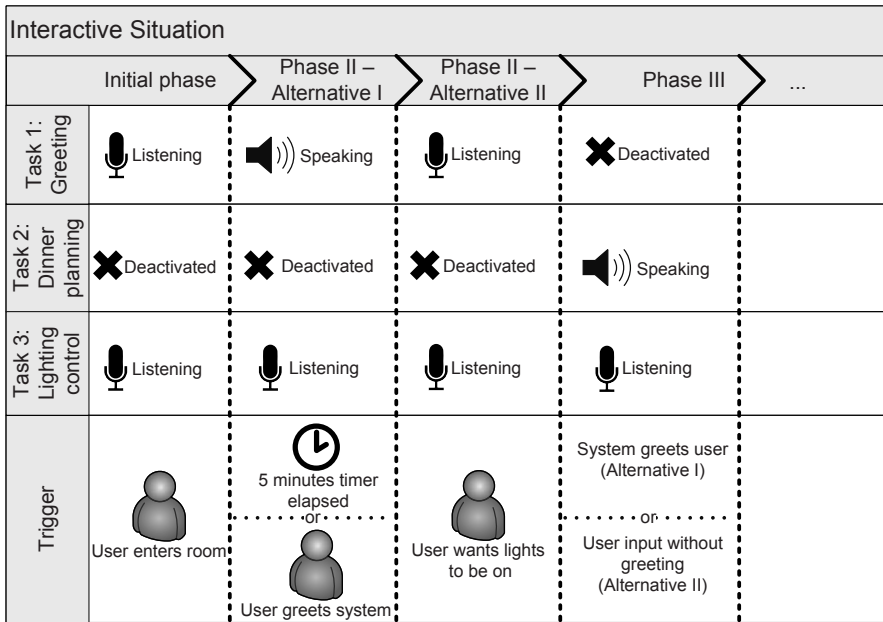 Interactive Situation
Initial phase
Phase II –
Alternative I
Phase II –
Alternative II
Phase III
...
Task 1:
Greeting
Listening
Speaking
Listening
Deactivated
Task 2:
Dinner
planning
Deactivated
Deactivated
Deactivated
Speaking
Task 3:
Lighting
control
Listening
Listening
Listening
Listening
Trigger
User enters room
5 minutes timer
elapsed
or
User greets system
User wants lights
to be on
System greets user
(Alternative I)
or
User input without
greeting
(Alternative II)